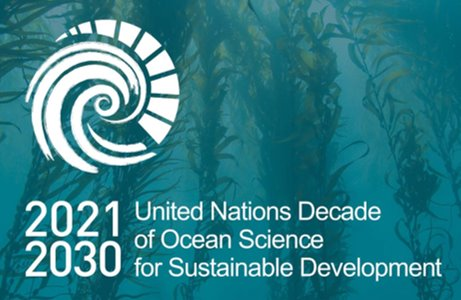 2021
2030
United Nations Decade
of Ocean Science
for Sustainable Development